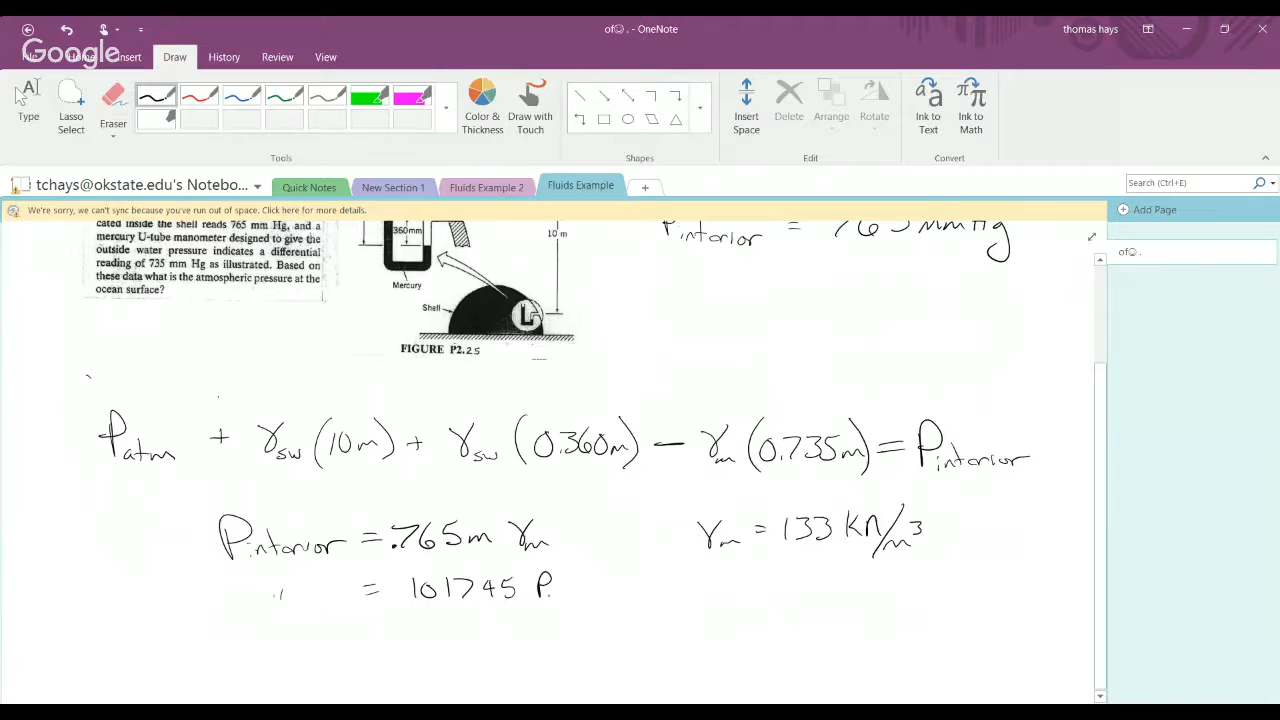 of☺ . - OneNote
thomas hays
Google
Insert
Draw
History
Review
View
Type
Lasso Select
Eraser
Color & Thickness
Draw with Touch
Insert Space
Delete
Arrange
Rotate
Ink to Text
Ink to Math
Tools
Shapes
Edit
Convert
tchays@okstate.edu's Notebo...
Quick Notes
New Section 1
Fluids Example 2
Fluids Example
Search (Ctrl+E)
We're sorry, we can't sync because you've run out of space. Click here for more details.
Add Page
of☺ .
cated inside the shell reads 765 mm Hg, and a
mercury U-tube manometer designed to give the
outside water pressure indicates a differential
reading of 735 mm Hg as illustrated. Based on
these data what is the atmospheric pressure at the
ocean surface?
360mm
10 m
Mercury
Shell
FIGURE P2.25
Pinterior = 765 mmHg
Patm + γsw (10m) + γsw (0.360m) - γm (0.735m) = Pinterior
Pinterior = .765m γm
γm = 133 KN/m³
" = 101745 P.